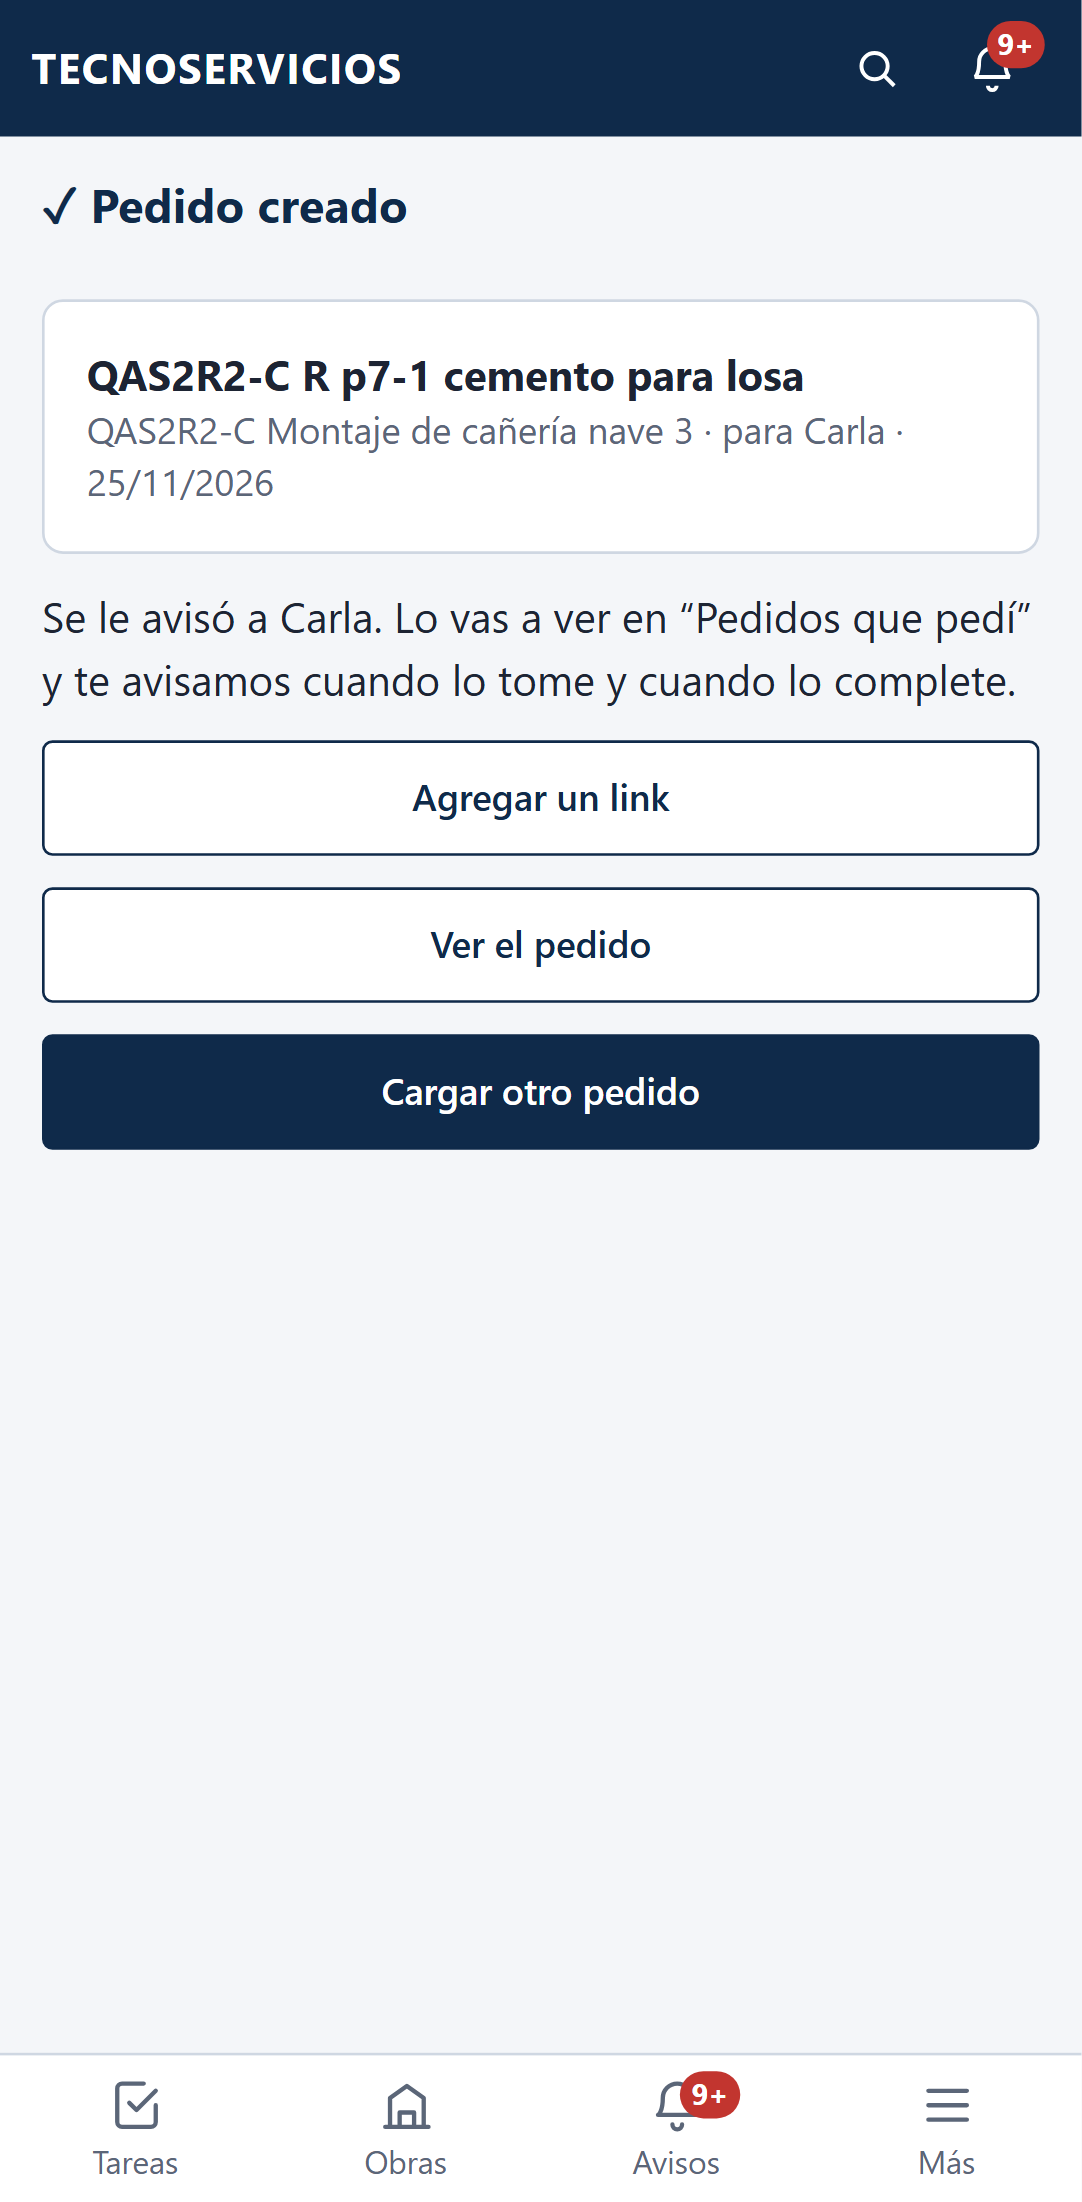 TECNOSERVICIOS
9+
✓ Pedido creado
QAS2R2-C R p7-1 cemento para losa
QAS2R2-C Montaje de cañería nave 3 · para Carla ·
25/11/2026
Se le avisó a Carla. Lo vas a ver en “Pedidos que pedí”
y te avisamos cuando lo tome y cuando lo complete.
Agregar un link
Ver el pedido
Cargar otro pedido
9+
Tareas
Obras
Avisos
Más